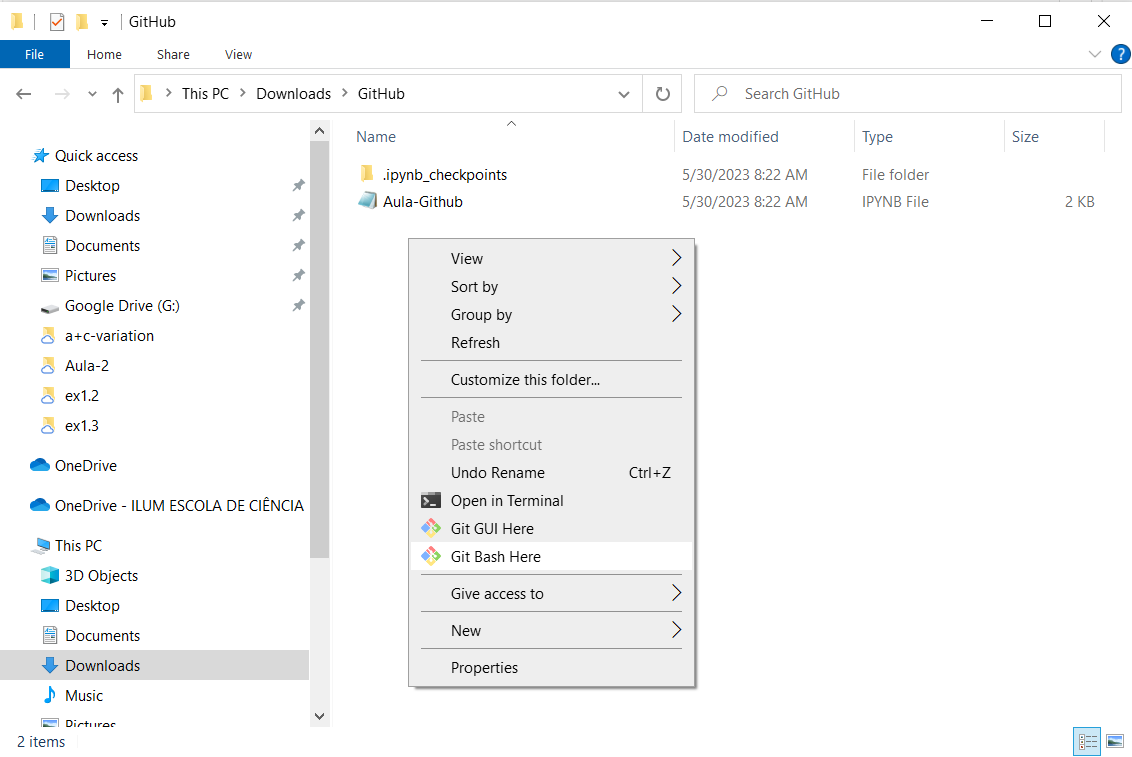 GitHub
File Home Share View
This PC > Downloads > GitHub
Search GitHub
Name Date modified Type Size
.ipynb_checkpoints 5/30/2023 8:22 AM File folder
Aula-Github 5/30/2023 8:22 AM IPYNB File 2 KB
Quick access
Desktop
Downloads
Documents
Pictures
Google Drive (G:)
a+c-variation
Aula-2
ex1.2
ex1.3
OneDrive
OneDrive - ILUM ESCOLA DE CIÊNCIA
This PC
3D Objects
Desktop
Documents
Downloads
Music
Pictures
View
Sort by
Group by
Refresh
Customize this folder...
Paste
Paste shortcut
Undo Rename Ctrl+Z
Open in Terminal
Git GUI Here
Git Bash Here
Give access to
New
Properties
2 items